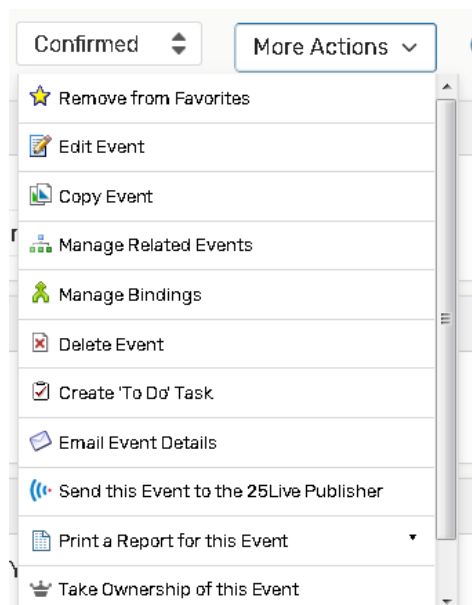 Confirmed
More Actions
Remove from Favorites
Edit Event
Copy Event
Manage Related Events
Manage Bindings
Delete Event
Create 'To Do' Task
Email Event Details
Send this Event to the 25Live Publisher
Print a Report for this Event
Take Ownership of this Event